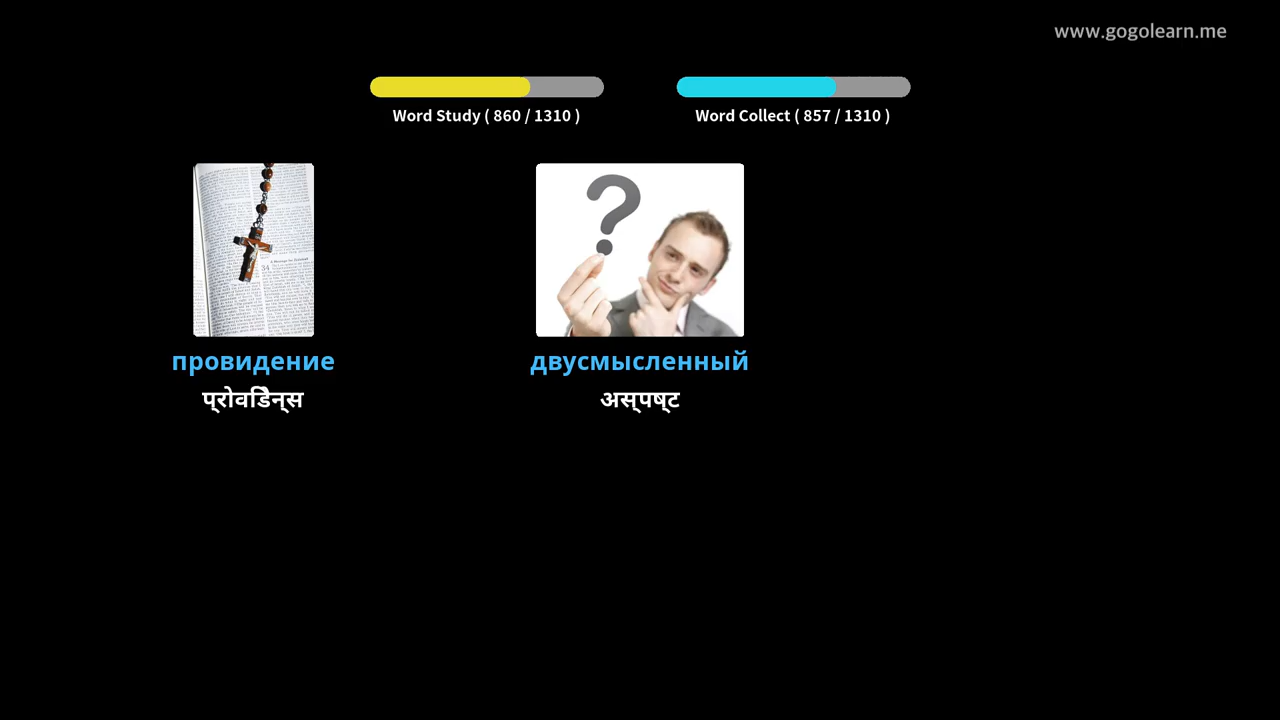 www.gogolearn.me
Word Study ( 860 / 1310 )
Word Collect ( 857 / 1310 )
?
провидение
प्रोवडिेन्स
двусмысленный
अस्पष्ट